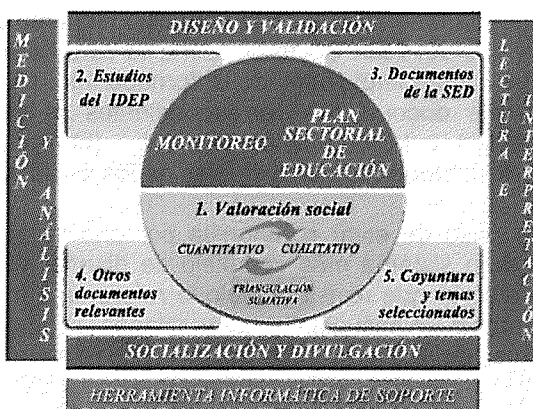 DISEÑO Y VALIDACIÓN
MEDICIÓN
Y ANÁLISIS
2. Estudios
del IDEP
3. Documentos
de la SED
MONITOREO
PLAN
SECTORIAL
DE
EDUCACIÓN
1. Valoración social
CUANTITATIVO CUALITATIVO
TRIANGULACIÓN
SUMATIVA
4. Otros
documentos
relevantes
5. Coyuntura
y temas
seleccionados
LECTURA E
INTERPRETACIÓN
SOCIALIZACIÓN Y DIVULGACIÓN
HERRAMIENTA INFORMÁTICA DE SOPORTE